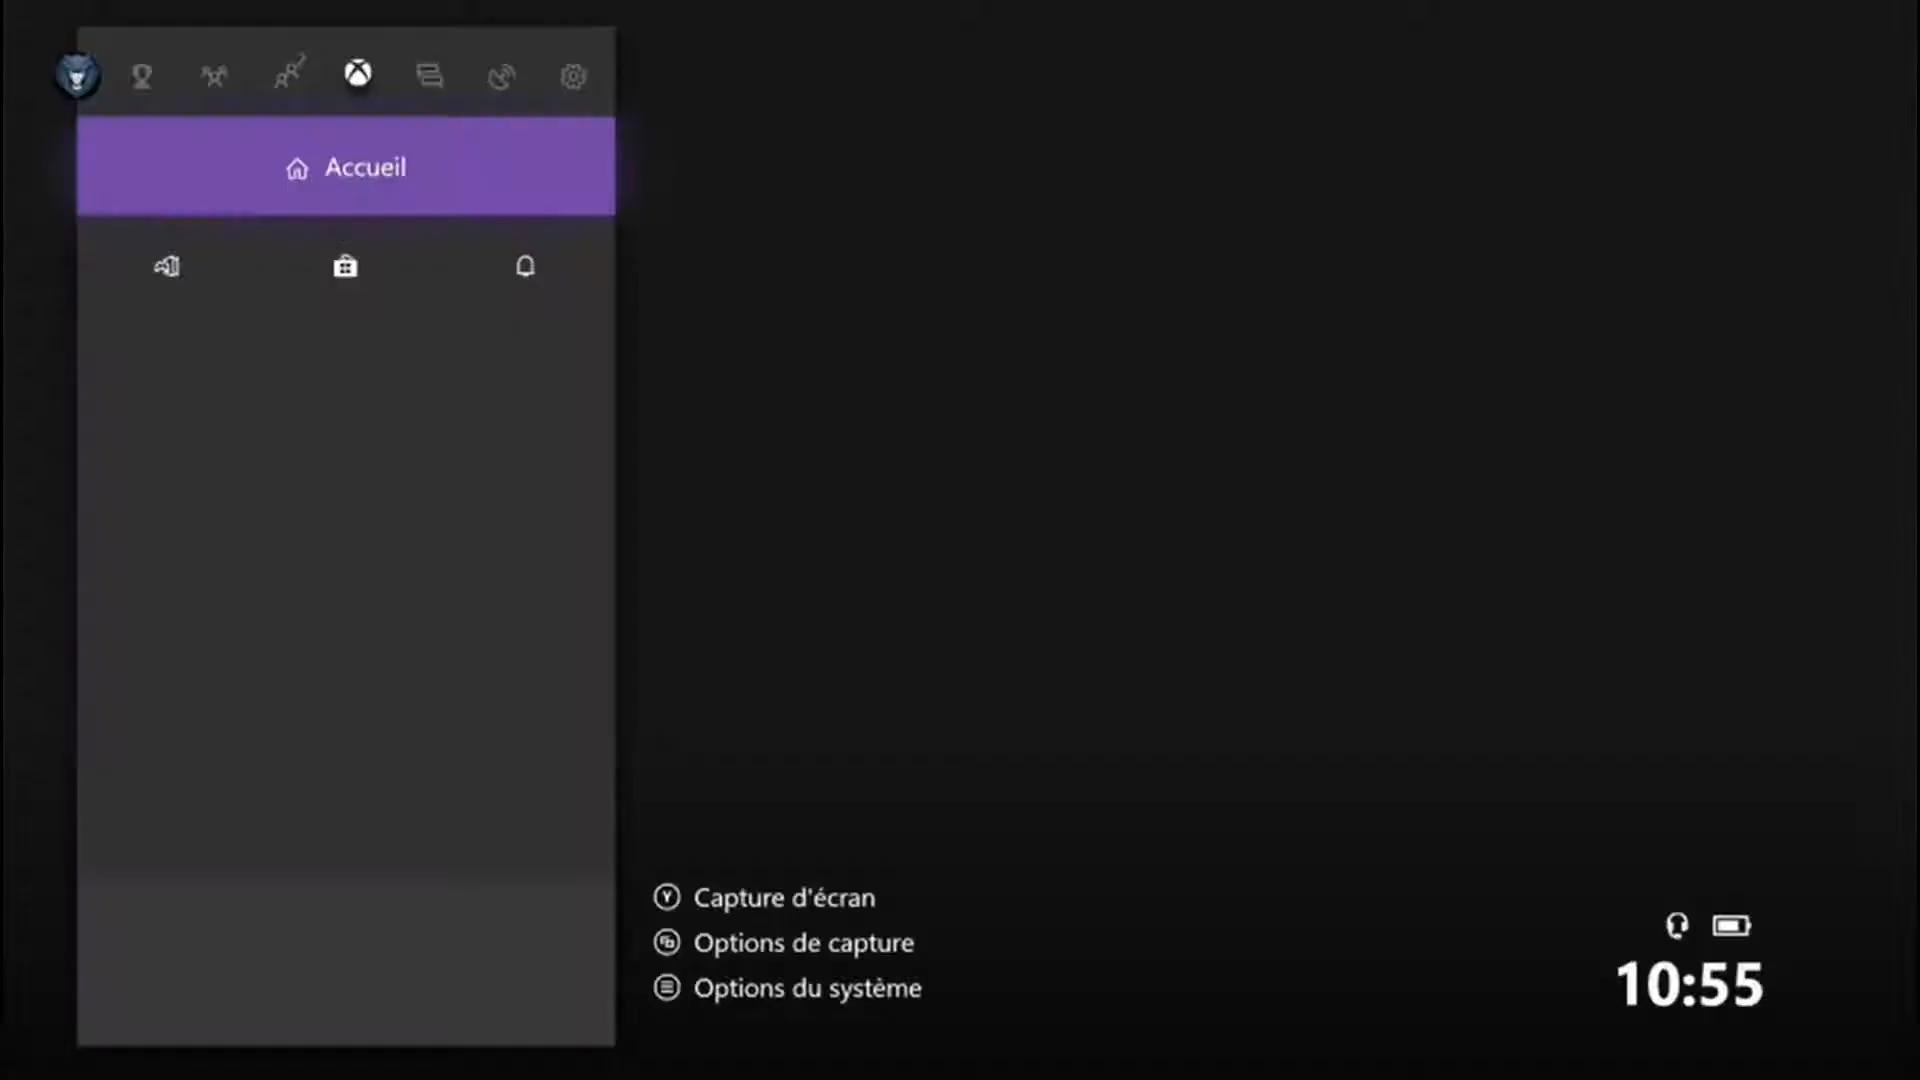 Accueil
Capture d'écran
Options de capture
Options du système
10:55